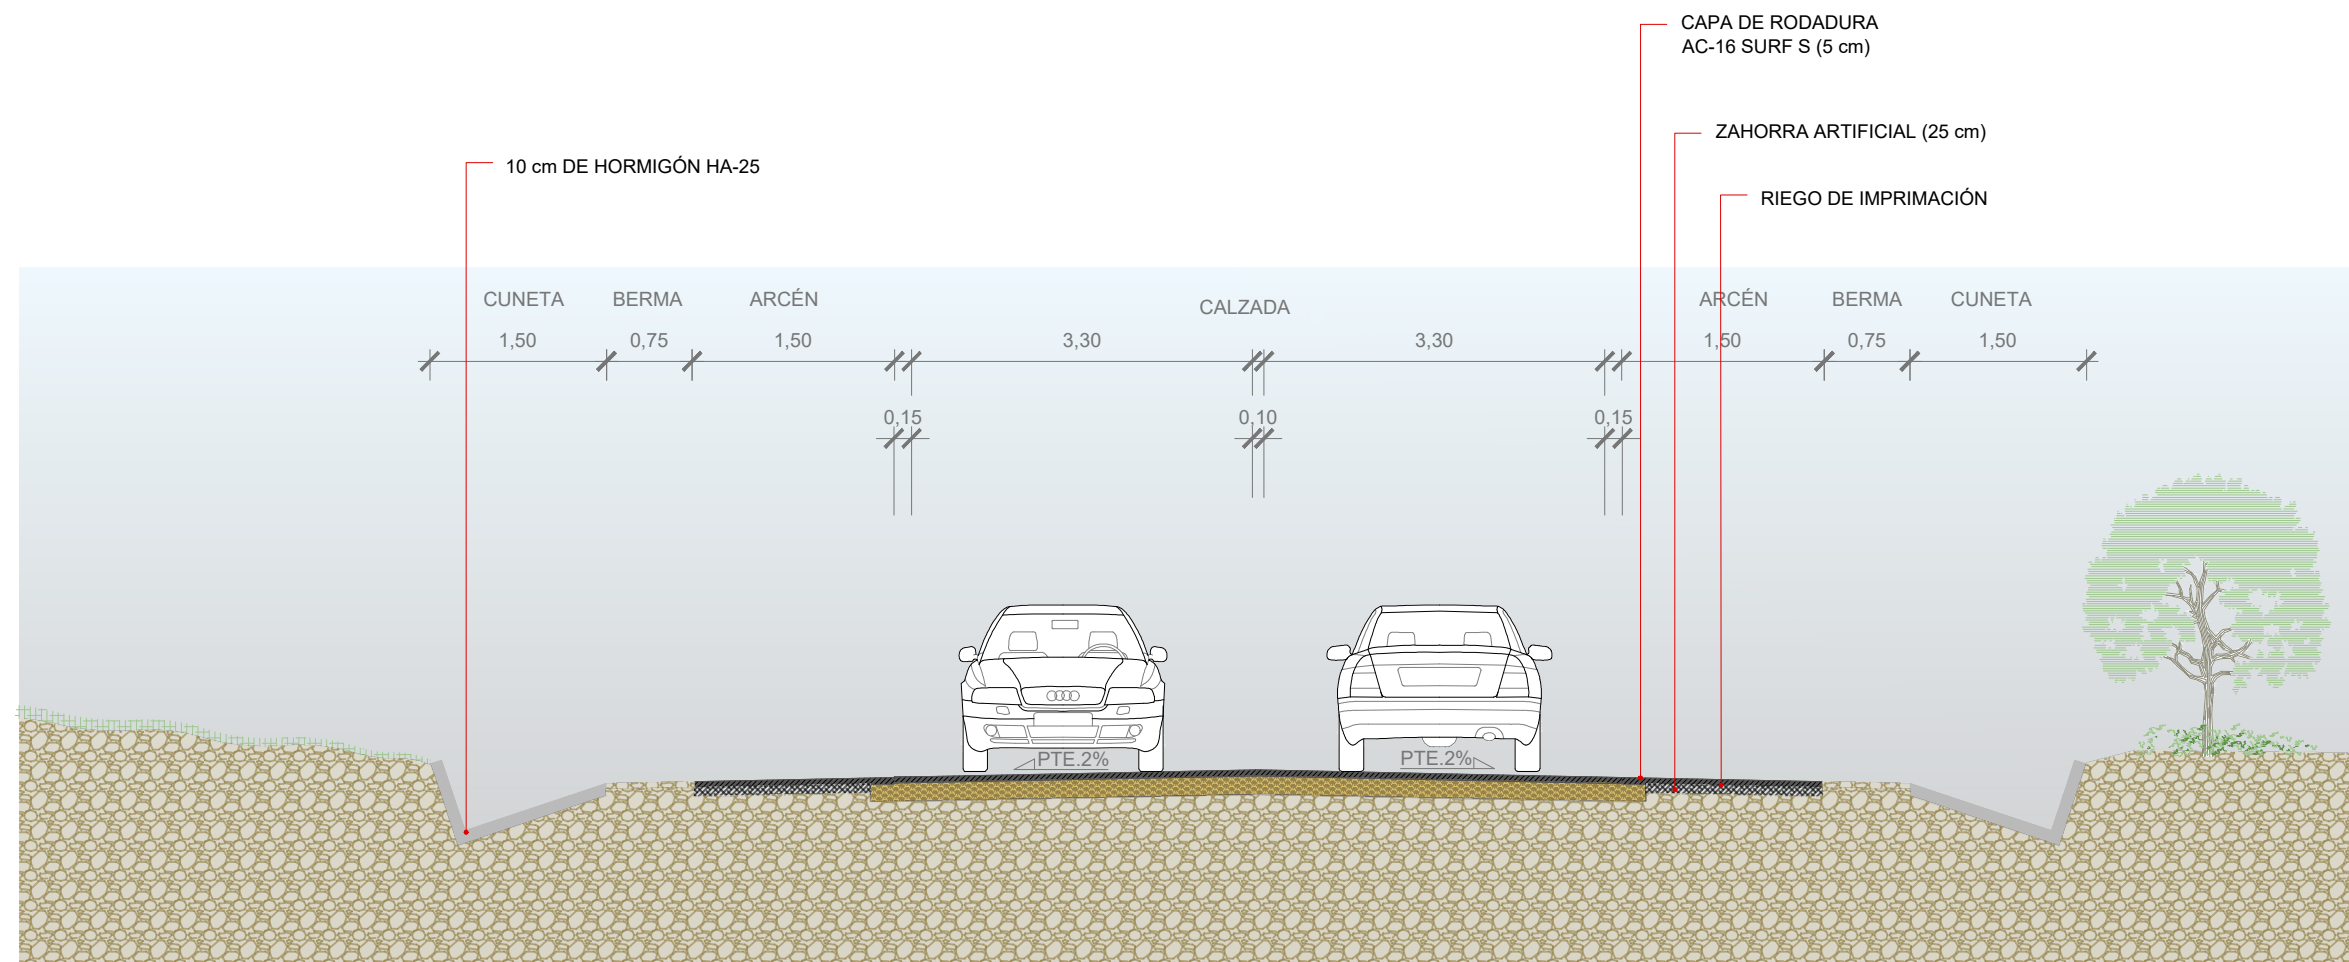 CAPA DE RODADURA
AC-16 SURF S (5 cm)
ZAHORRA ARTIFICIAL (25 cm)
10 cm DE HORMIGÓN HA-25
RIEGO DE IMPRIMACIÓN
CUNETA BERMA ARCÉN CALZADA ARCÉN BERMA CUNETA
1,50 0,75 1,50 3,30 3,30 1,50 0,75 1,50
0,15 0,10 0,15
PTE.2% PTE.2%